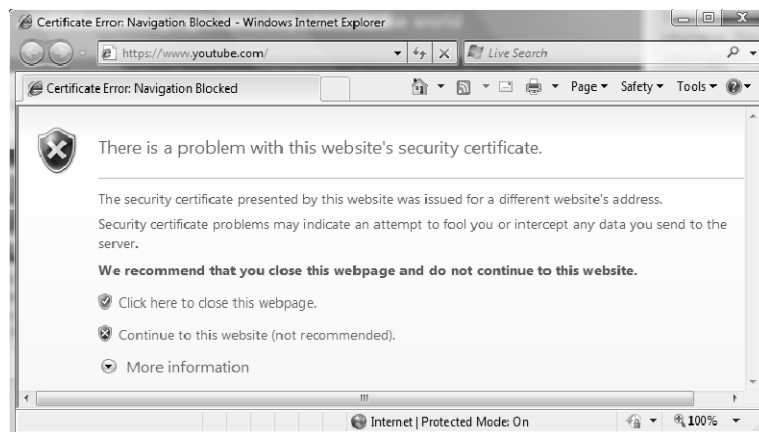 Certificate Error: Navigation Blocked - Windows Internet Explorer
https://www.youtube.com/
Live Search
Certificate Error: Navigation Blocked
Page Safety Tools
There is a problem with this website's security certificate.
The security certificate presented by this website was issued for a different website's address.
Security certificate problems may indicate an attempt to fool you or intercept any data you send to the
server.
We recommend that you close this webpage and do not continue to this website.
Click here to close this webpage.
Continue to this website (not recommended).
More information
Internet | Protected Mode: On
100%